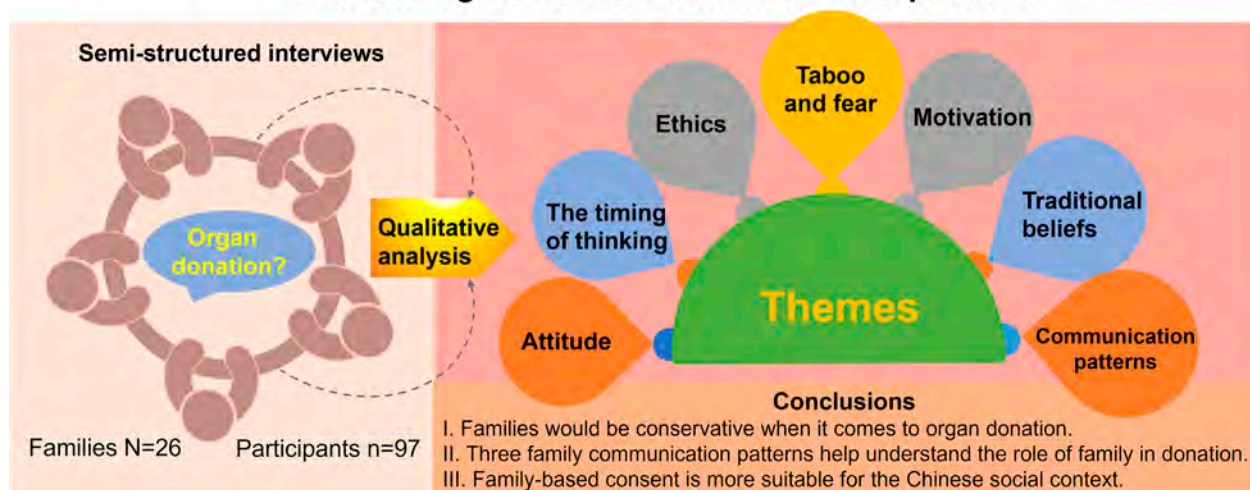 Semi-structured interviews
Organ
donation?
Families N=26
Participants n=97
Qualitative
analysis
Attitude
The timing
of thinking
Ethics
Taboo
and fear
Motivation
Traditional
beliefs
Communication
patterns
Themes
Conclusions
I. Families would be conservative when it comes to organ donation.
II. Three family communication patterns help understand the role of family in donation.
III. Family-based consent is more suitable for the Chinese social context.